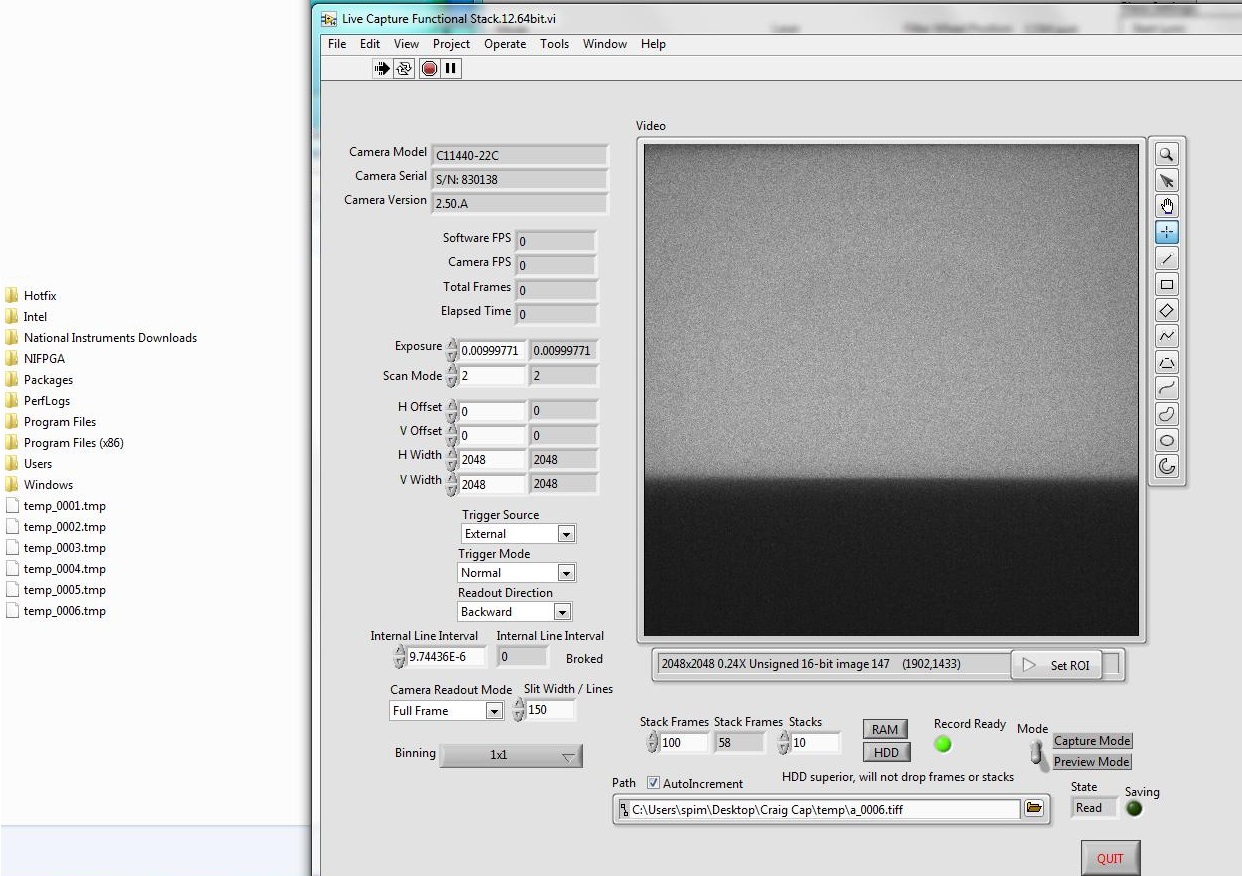 Live Capture Functional Stack.12.64bit.vi
File Edit View Project Operate Tools Window Help
Video
Camera Model C11440-22C
Camera Serial S/N: 830138
Camera Version 2.50.A
Software FPS 0
Camera FPS 0
Total Frames 0
Elapsed Time 0
Exposure 0.00999771 0.00999771
Scan Mode 2 2
H Offset 0 0
V Offset 0 0
H Width 2048 2048
V Width 2048 2048
Trigger Source
External
Trigger Mode
Normal
Readout Direction
Backward
Internal Line Interval Internal Line Interval
9.74436E-6 0 Broked
Camera Readout Mode Slit Width / Lines
Full Frame 150
Binning 1x1
Hotfix
Intel
National Instruments Downloads
NIFPGA
Packages
PerfLogs
Program Files
Program Files (x86)
Users
Windows
temp_0001.tmp
temp_0002.tmp
temp_0003.tmp
temp_0004.tmp
temp_0005.tmp
temp_0006.tmp
2048x2048 0.24X Unsigned 16-bit image 147 (1902,1433) Set ROI
Stack Frames Stack Frames Stacks
100 58 10
RAM
HDD
Record Ready
Mode
Capture Mode
Preview Mode
HDD superior, will not drop frames or stacks
Path AutoIncrement
C:\Users\spim\Desktop\Craig Cap\temp\a_0006.tiff
State Saving
Read
QUIT